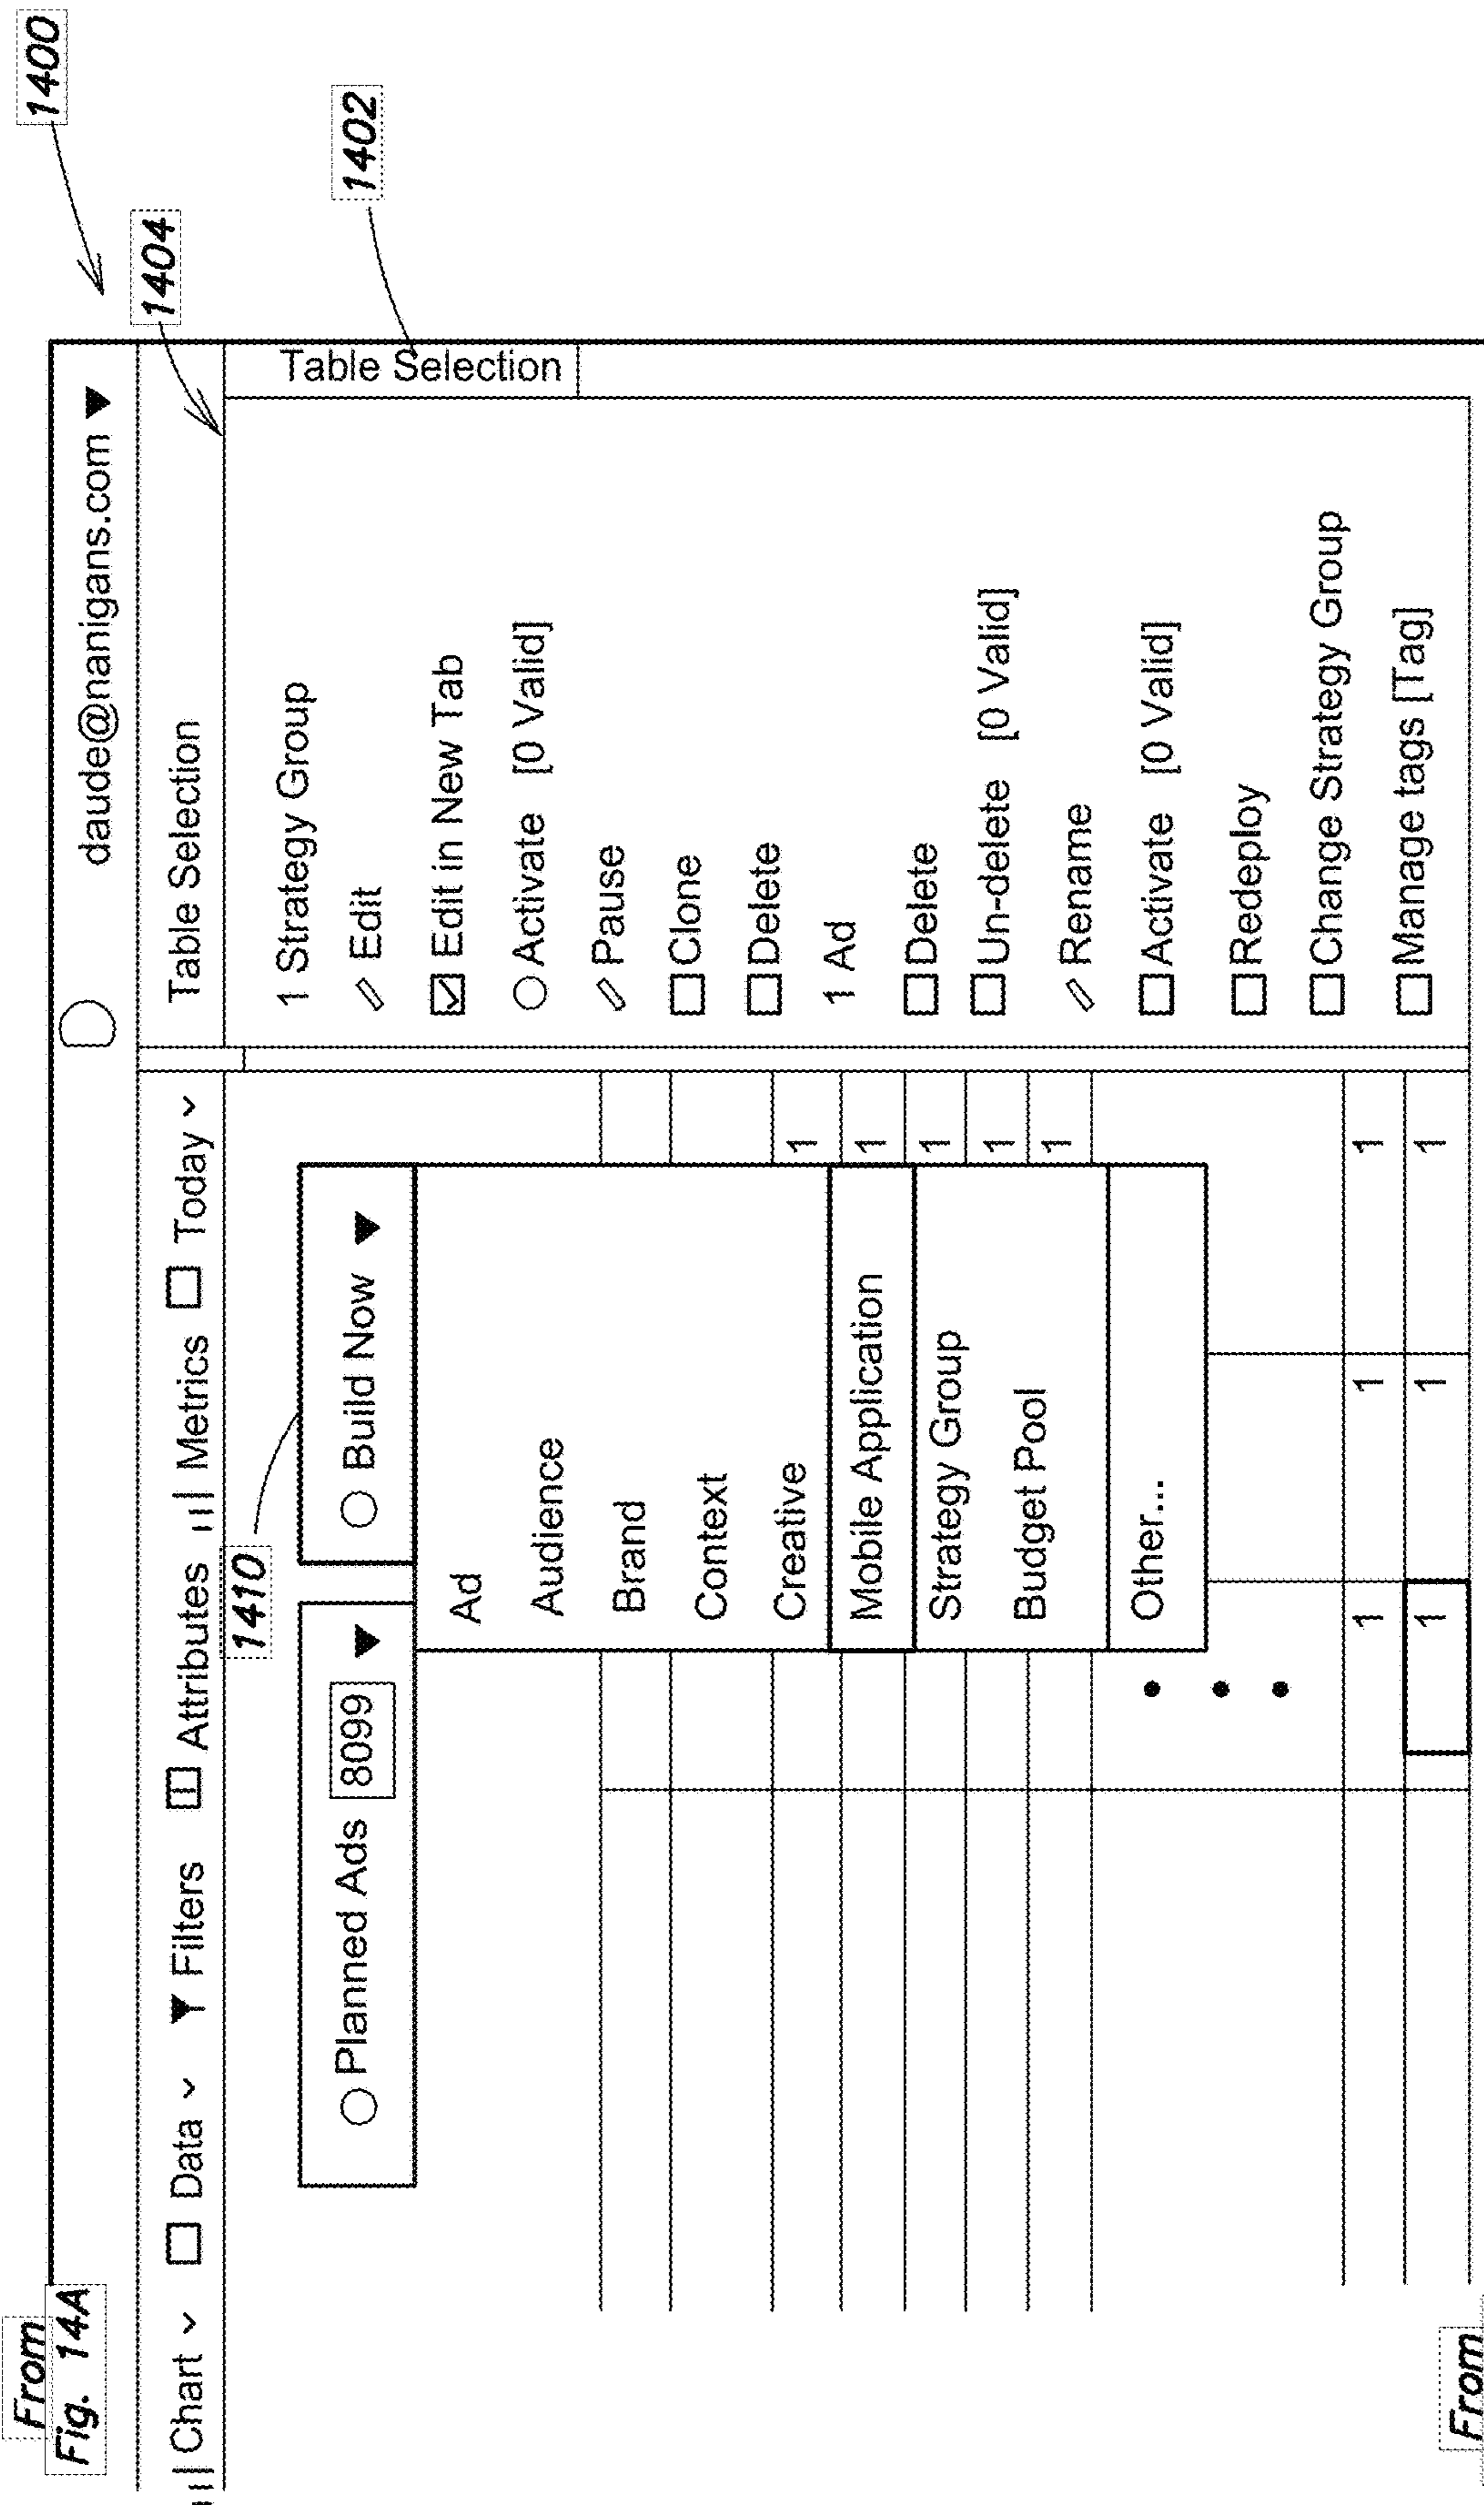 From
Fig. 14A
1400
daude@nanigans.com
1404
Chart Data Filters Attributes Metrics Today
Table Selection
1410
1402
Table Selection
Planned Ads 8099
Build Now
Ad
Audience
Brand
Context
Creative
Mobile Application
Strategy Group
Budget Pool
Other...
1
1
1
1
1
1 1 1
1 1 1
1 Strategy Group
Edit
Edit in New Tab
Activate [0 Valid]
Pause
Clone
Delete
1 Ad
Delete
Un-delete [0 Valid]
Rename
Activate [0 Valid]
Redeploy
Change Strategy Group
Manage tags [Tag]
From